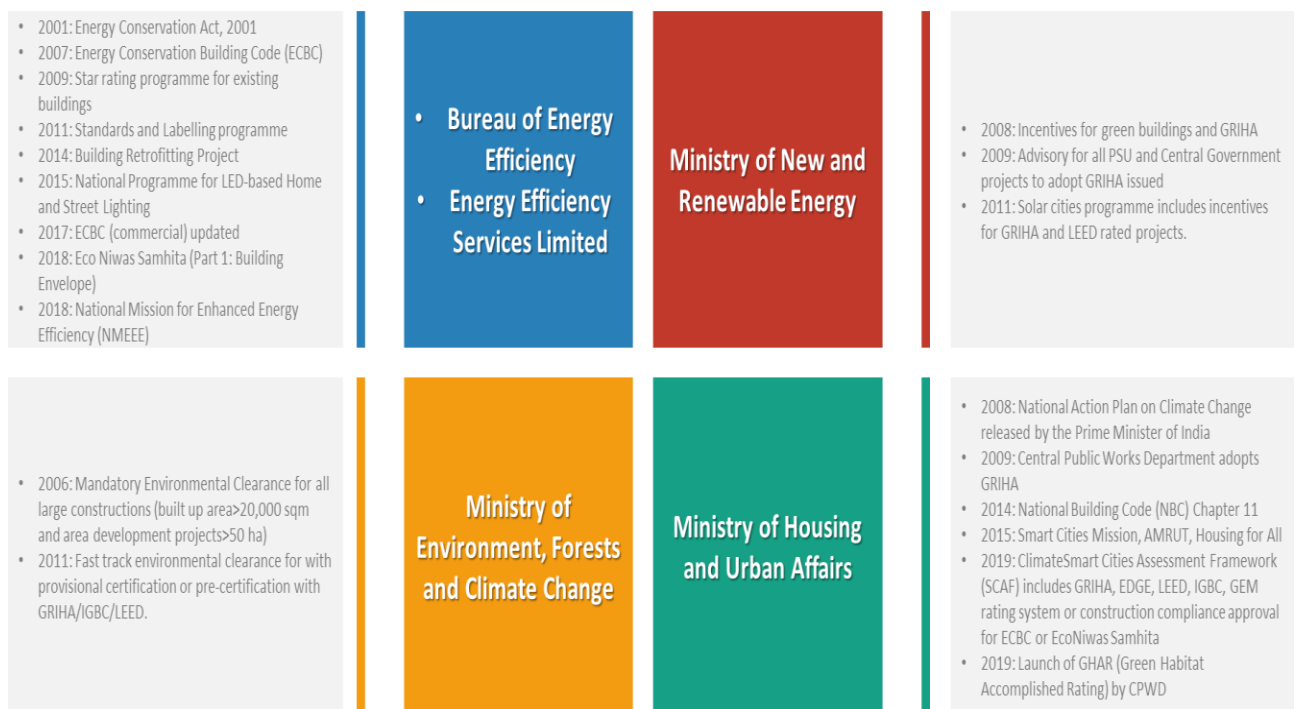 • 2001: Energy Conservation Act, 2001
• 2007: Energy Conservation Building Code (ECBC)
• 2009: Star rating programme for existing
buildings
• 2011: Standards and Labelling programme
• 2014: Building Retrofitting Project
• 2015: National Programme for LED-based Home
and Street Lighting
• 2017: ECBC (commercial) updated
• 2018: Eco Niwas Samhita (Part 1: Building
Envelope)
• 2018: National Mission for Enhanced Energy
Efficiency (NMEEE)
• Bureau of Energy
Efficiency
• Energy Efficiency
Services Limited
Ministry of New and
Renewable Energy
• 2008: Incentives for green buildings and GRIHA
• 2009: Advisory for all PSU and Central Government
projects to adopt GRIHA issued
• 2011: Solar cities programme includes incentives
for GRIHA and LEED rated projects.
• 2006: Mandatory Environmental Clearance for all
large constructions (built up area>20,000 sqm
and area development projects>50 ha)
• 2011: Fast track environmental clearance for with
provisional certification or pre-certification with
GRIHA/IGBC/LEED.
Ministry of
Environment, Forests
and Climate Change
Ministry of Housing
and Urban Affairs
• 2008: National Action Plan on Climate Change
released by the Prime Minister of India
• 2009: Central Public Works Department adopts
GRIHA
• 2014: National Building Code (NBC) Chapter 11
• 2015: Smart Cities Mission, AMRUT, Housing for All
• 2019: ClimateSmart Cities Assessment Framework
(SCAF) includes GRIHA, EDGE, LEED, IGBC, GEM
rating system or construction compliance approval
for ECBC or EcoNiwas Samhita
• 2019: Launch of GHAR (Green Habitat
Accomplished Rating) by CPWD